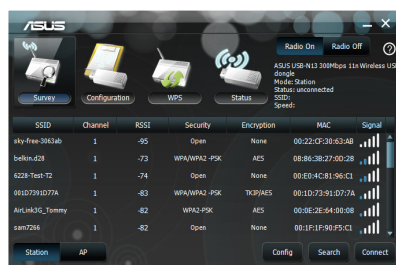 ASUS
Radio On Radio Off
ASUS USB-N13 300Mbps 11n Wireless US
dongle
Mode: Station
Status: unconnected
SSID:
Speed:
Survey Configuration WPS Status
SSID Channel RSSI Security Encryption MAC Signal
sky-free-3063ab 1 -95 Open None 00:22:CF:30:63:AB
belkin.d28 1 -73 WPA/WPA2 -PSK AES 08:86:3B:27:0D:28
6228-Test-T2 1 -74 Open None 00:E0:4C:81:96:C1
001D7391D77A 1 -83 WPA/WPA2 -PSK TKIP/AES 00:1D:73:91:D7:7A
AirLink3G_Tommy 1 -82 WPA2-PSK AES 00:0E:2E:64:00:08
sam7266 1 -82 Open None 00:1F:1F:90:F5:C1
Station AP Config Search Connect